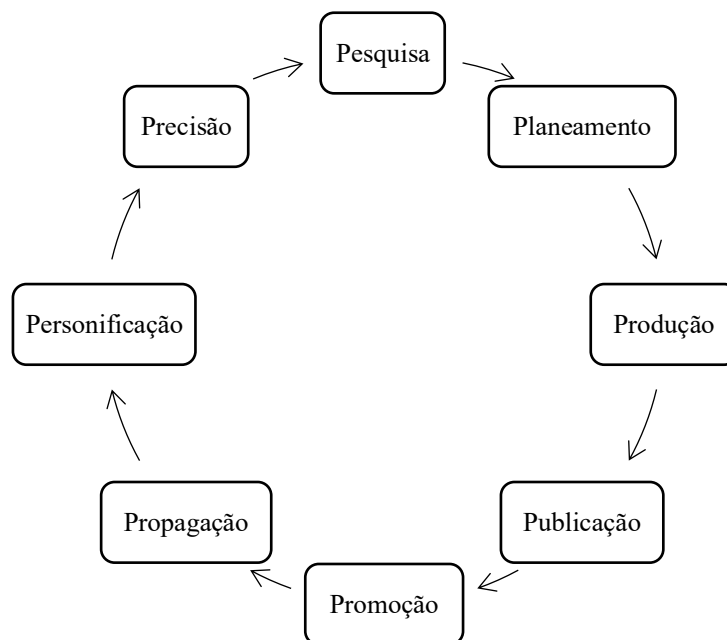 Pesquisa
Planeamento
Produção
Publicação
Promoção
Propagação
Personificação
Precisão